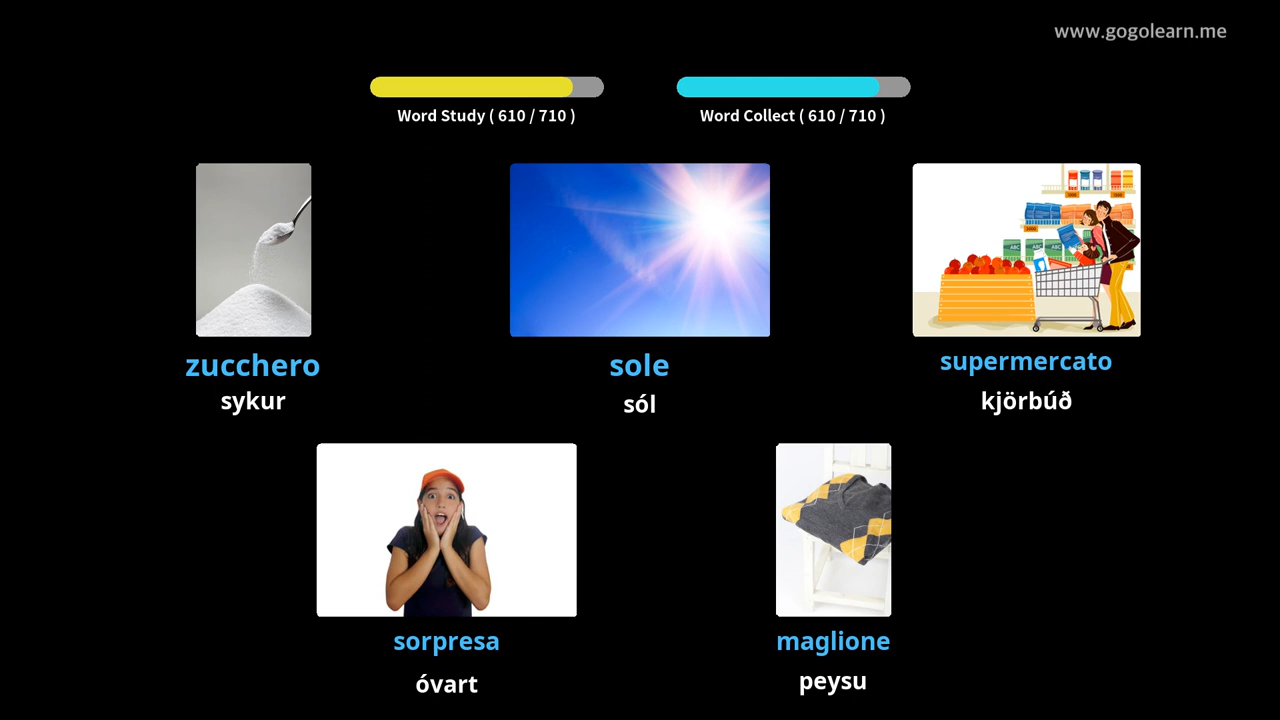 www.gogolearn.me
Word Study ( 610 / 710 )
Word Collect ( 610 / 710 )
zucchero
sykur
sole
sól
supermercato
kjörbúð
sorpresa
óvart
maglione
peysu